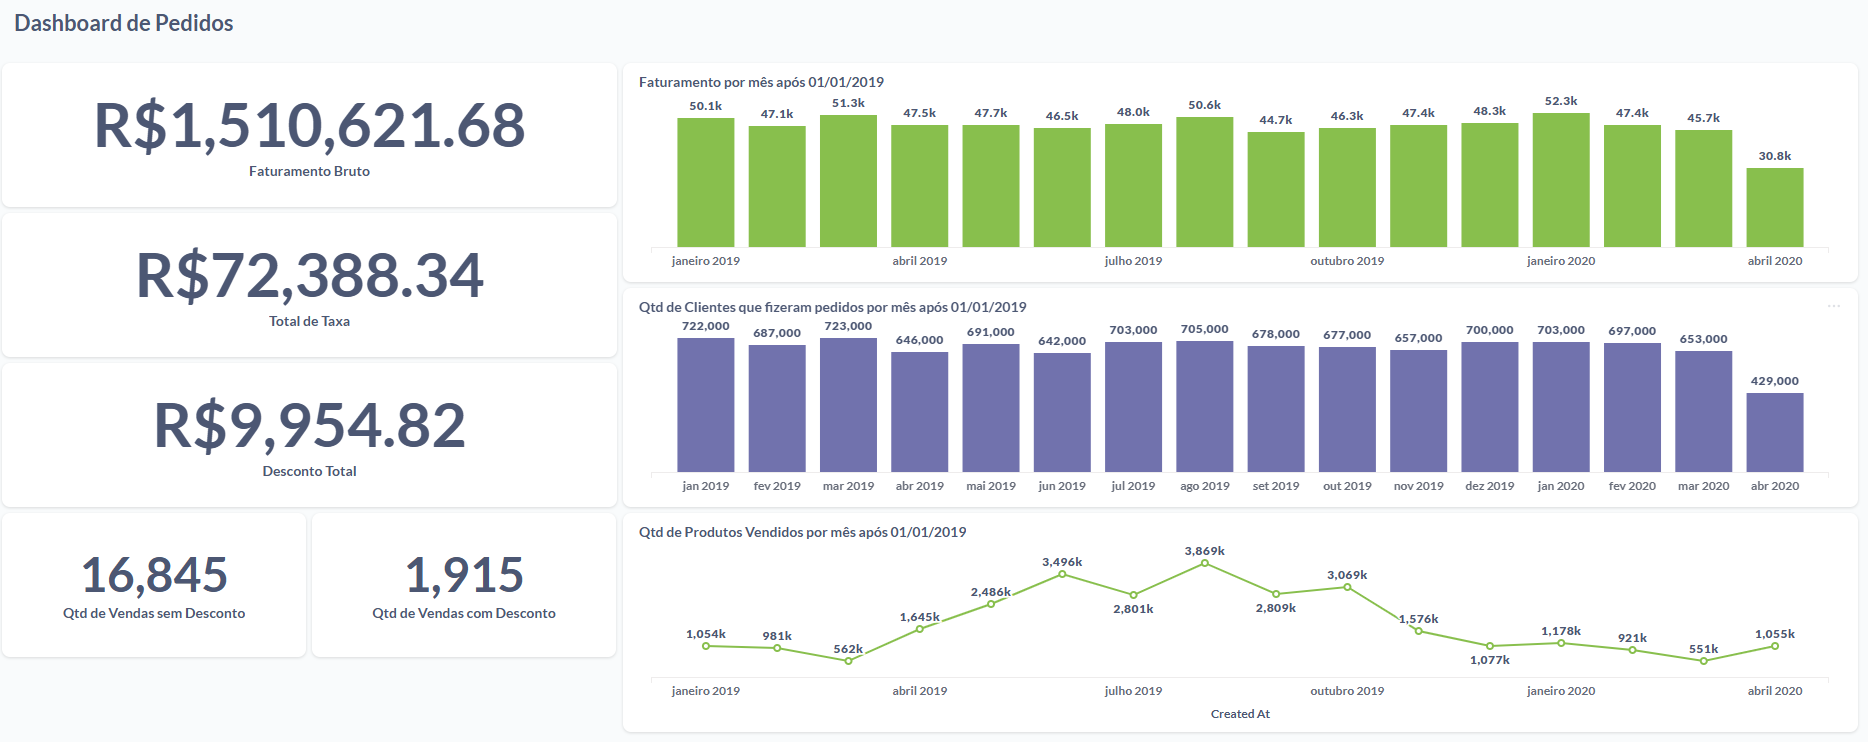 Dashboard de Pedidos
R$1,510,621.68
Faturamento Bruto
R$72,388.34
Total de Taxa
R$9,954.82
Desconto Total
16,845
Qtd de Vendas sem Desconto
1,915
Qtd de Vendas com Desconto
Faturamento por mês após 01/01/2019
50.1k 47.1k 51.3k 47.5k 47.7k 46.5k 48.0k 50.6k 44.7k 46.3k 47.4k 48.3k 52.3k 47.4k 45.7k 30.8k
janeiro 2019 abril 2019 julho 2019 outubro 2019 janeiro 2020 abril 2020
Qtd de Clientes que fizeram pedidos por mês após 01/01/2019
722,000 687,000 723,000 646,000 691,000 642,000 703,000 705,000 678,000 677,000 657,000 700,000 703,000 697,000 653,000 429,000
jan 2019 fev 2019 mar 2019 abr 2019 mai 2019 jun 2019 jul 2019 ago 2019 set 2019 out 2019 nov 2019 dez 2019 jan 2020 fev 2020 mar 2020 abr 2020
Qtd de Produtos Vendidos por mês após 01/01/2019
1,054k 981k 562k 1,645k 2,486k 3,496k 2,801k 3,869k 2,809k 3,069k 1,576k 1,077k 1,178k 921k 551k 1,055k
janeiro 2019 abril 2019 julho 2019 outubro 2019 janeiro 2020 abril 2020
Created At